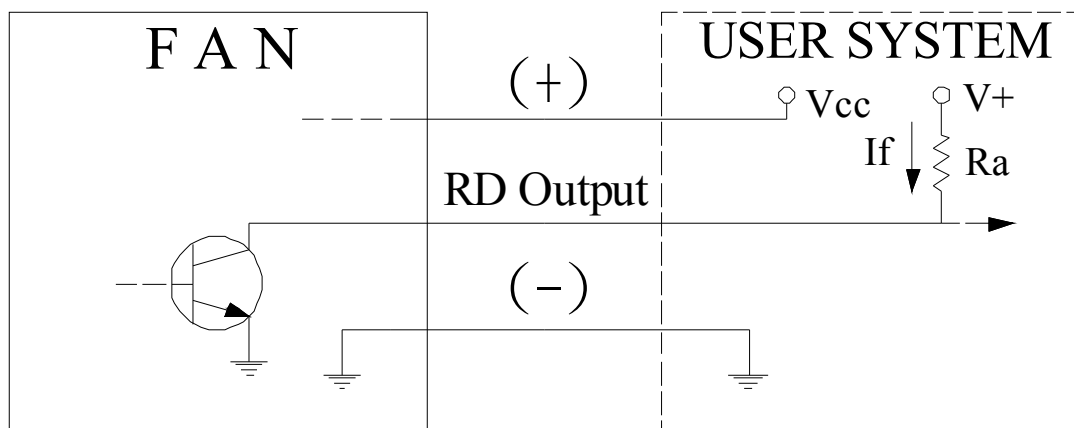 F A N
USER SYSTEM
(+)
Vcc
V+
If
Ra
RD Output
(−)